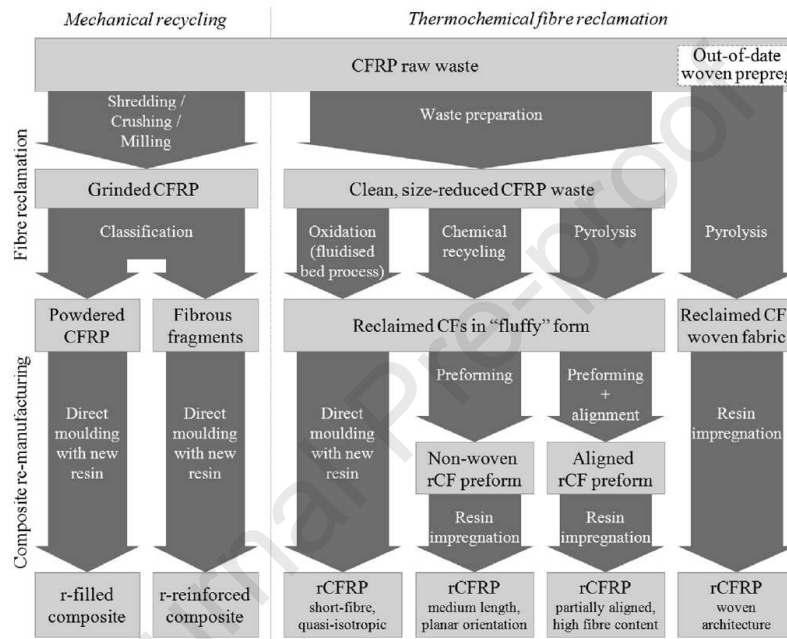 Mechanical recycling
Thermochemical fibre reclamation
CFRP raw waste
Out-of-date
woven prepreg
Shredding /
Crushing /
Milling
Waste preparation
Fibre reclamation
Grinded CFRP
Clean, size-reduced CFRP waste
Classification
Oxidation
(fluidised
bed process)
Chemical
recycling
Pyrolysis
Pyrolysis
Powdered
CFRP
Fibrous
fragments
Reclaimed CFs in “fluffy” form
Reclaimed CF
woven fabric
Composite re-manufacturing
Direct
moulding
with new
resin
Direct
moulding
with new
resin
Direct
moulding
with new
resin
Preforming
Preforming
+
alignment
Resin
impregnation
Non-woven
rCF preform
Aligned
rCF preform
Resin
impregnation
Resin
impregnation
r-filled
composite
r-reinforced
composite
rCFRP
short-fibre,
quasi-isotropic
rCFRP
medium length,
planar orientation
rCFRP
partially aligned,
high fibre content
rCFRP
woven
architecture
urnal Pre-proof